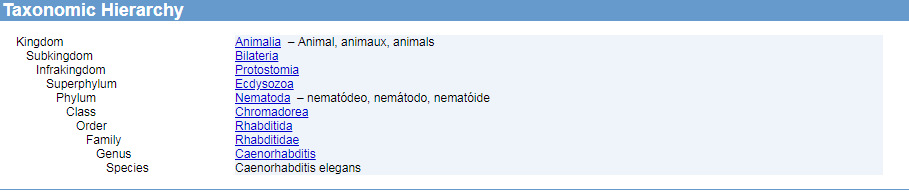 Taxonomic Hierarchy
Kingdom Animalia – Animal, animaux, animals
Subkingdom Bilateria
Infrakingdom Protostomia
Superphylum Ecdysozoa
Phylum Nematoda – nematódeo, nemátodo, nematóide
Class Chromadorea
Order Rhabditida
Family Rhabditidae
Genus Caenorhabditis
Species Caenorhabditis elegans